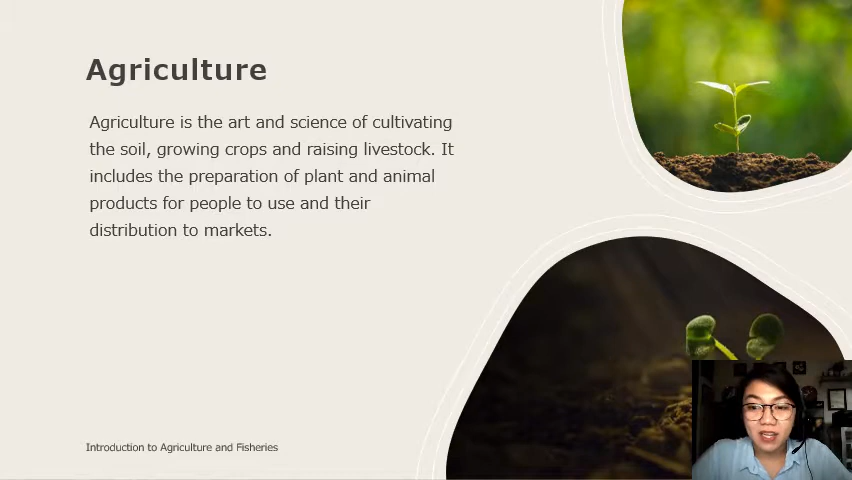 Agriculture
Agriculture is the art and science of cultivating
the soil, growing crops and raising livestock. It
includes the preparation of plant and animal
products for people to use and their
distribution to markets.
Introduction to Agriculture and Fisheries